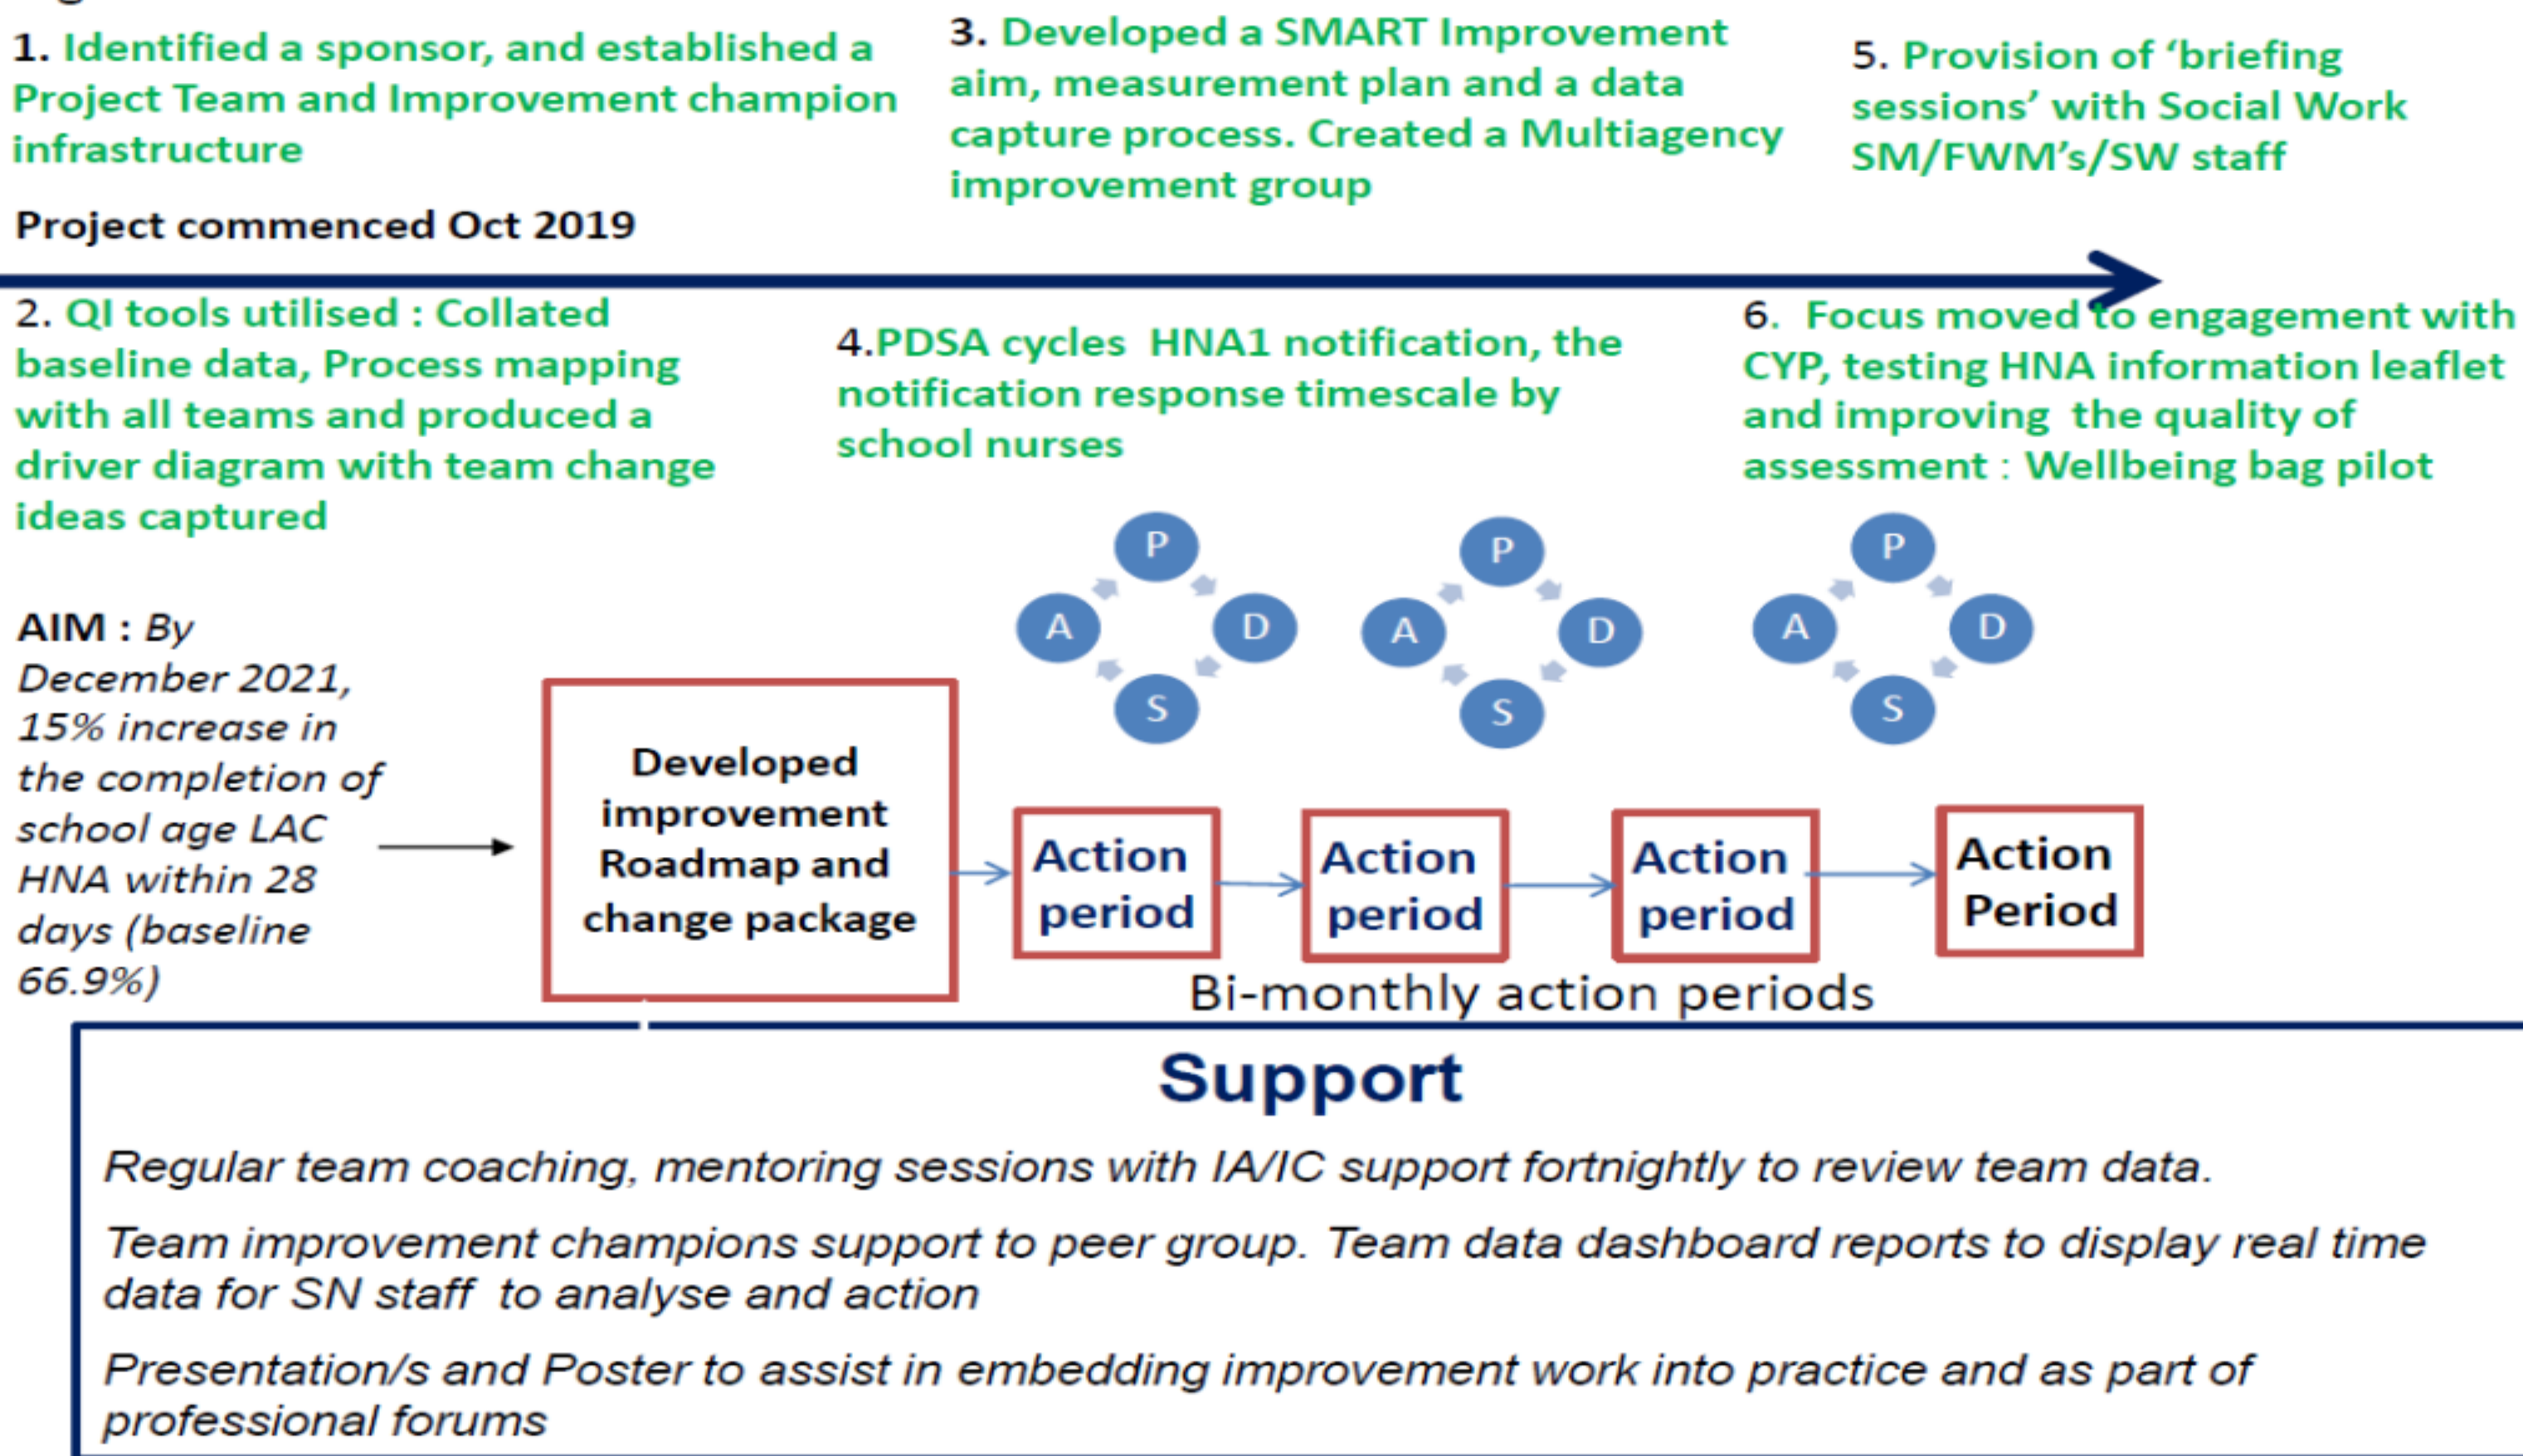 1. Identified a sponsor, and established a
Project Team and Improvement champion
infrastructure
Project commenced Oct 2019
3. Developed a SMART Improvement
aim, measurement plan and a data
capture process. Created a Multiagency
improvement group
5. Provision of ‘briefing
sessions’ with Social Work
SM/FWM’s/SW staff
2. QI tools utilised : Collated
baseline data, Process mapping
with all teams and produced a
driver diagram with team change
ideas captured
4.PDSA cycles HNA1 notification, the
notification response timescale by
school nurses
6. Focus moved to engagement with
CYP, testing HNA information leaflet
and improving the quality of
assessment : Wellbeing bag pilot
P
A
D
S
P
A
D
S
P
A
D
S
AIM : By
December 2021,
15% increase in
the completion of
school age LAC
HNA within 28
days (baseline
66.9%)
Developed
improvement
Roadmap and
change package
Action
period
Action
period
Action
period
Action
Period
Bi-monthly action periods
Support
Regular team coaching, mentoring sessions with IA/IC support fortnightly to review team data.
Team improvement champions support to peer group. Team data dashboard reports to display real time
data for SN staff to analyse and action
Presentation/s and Poster to assist in embedding improvement work into practice and as part of
professional forums